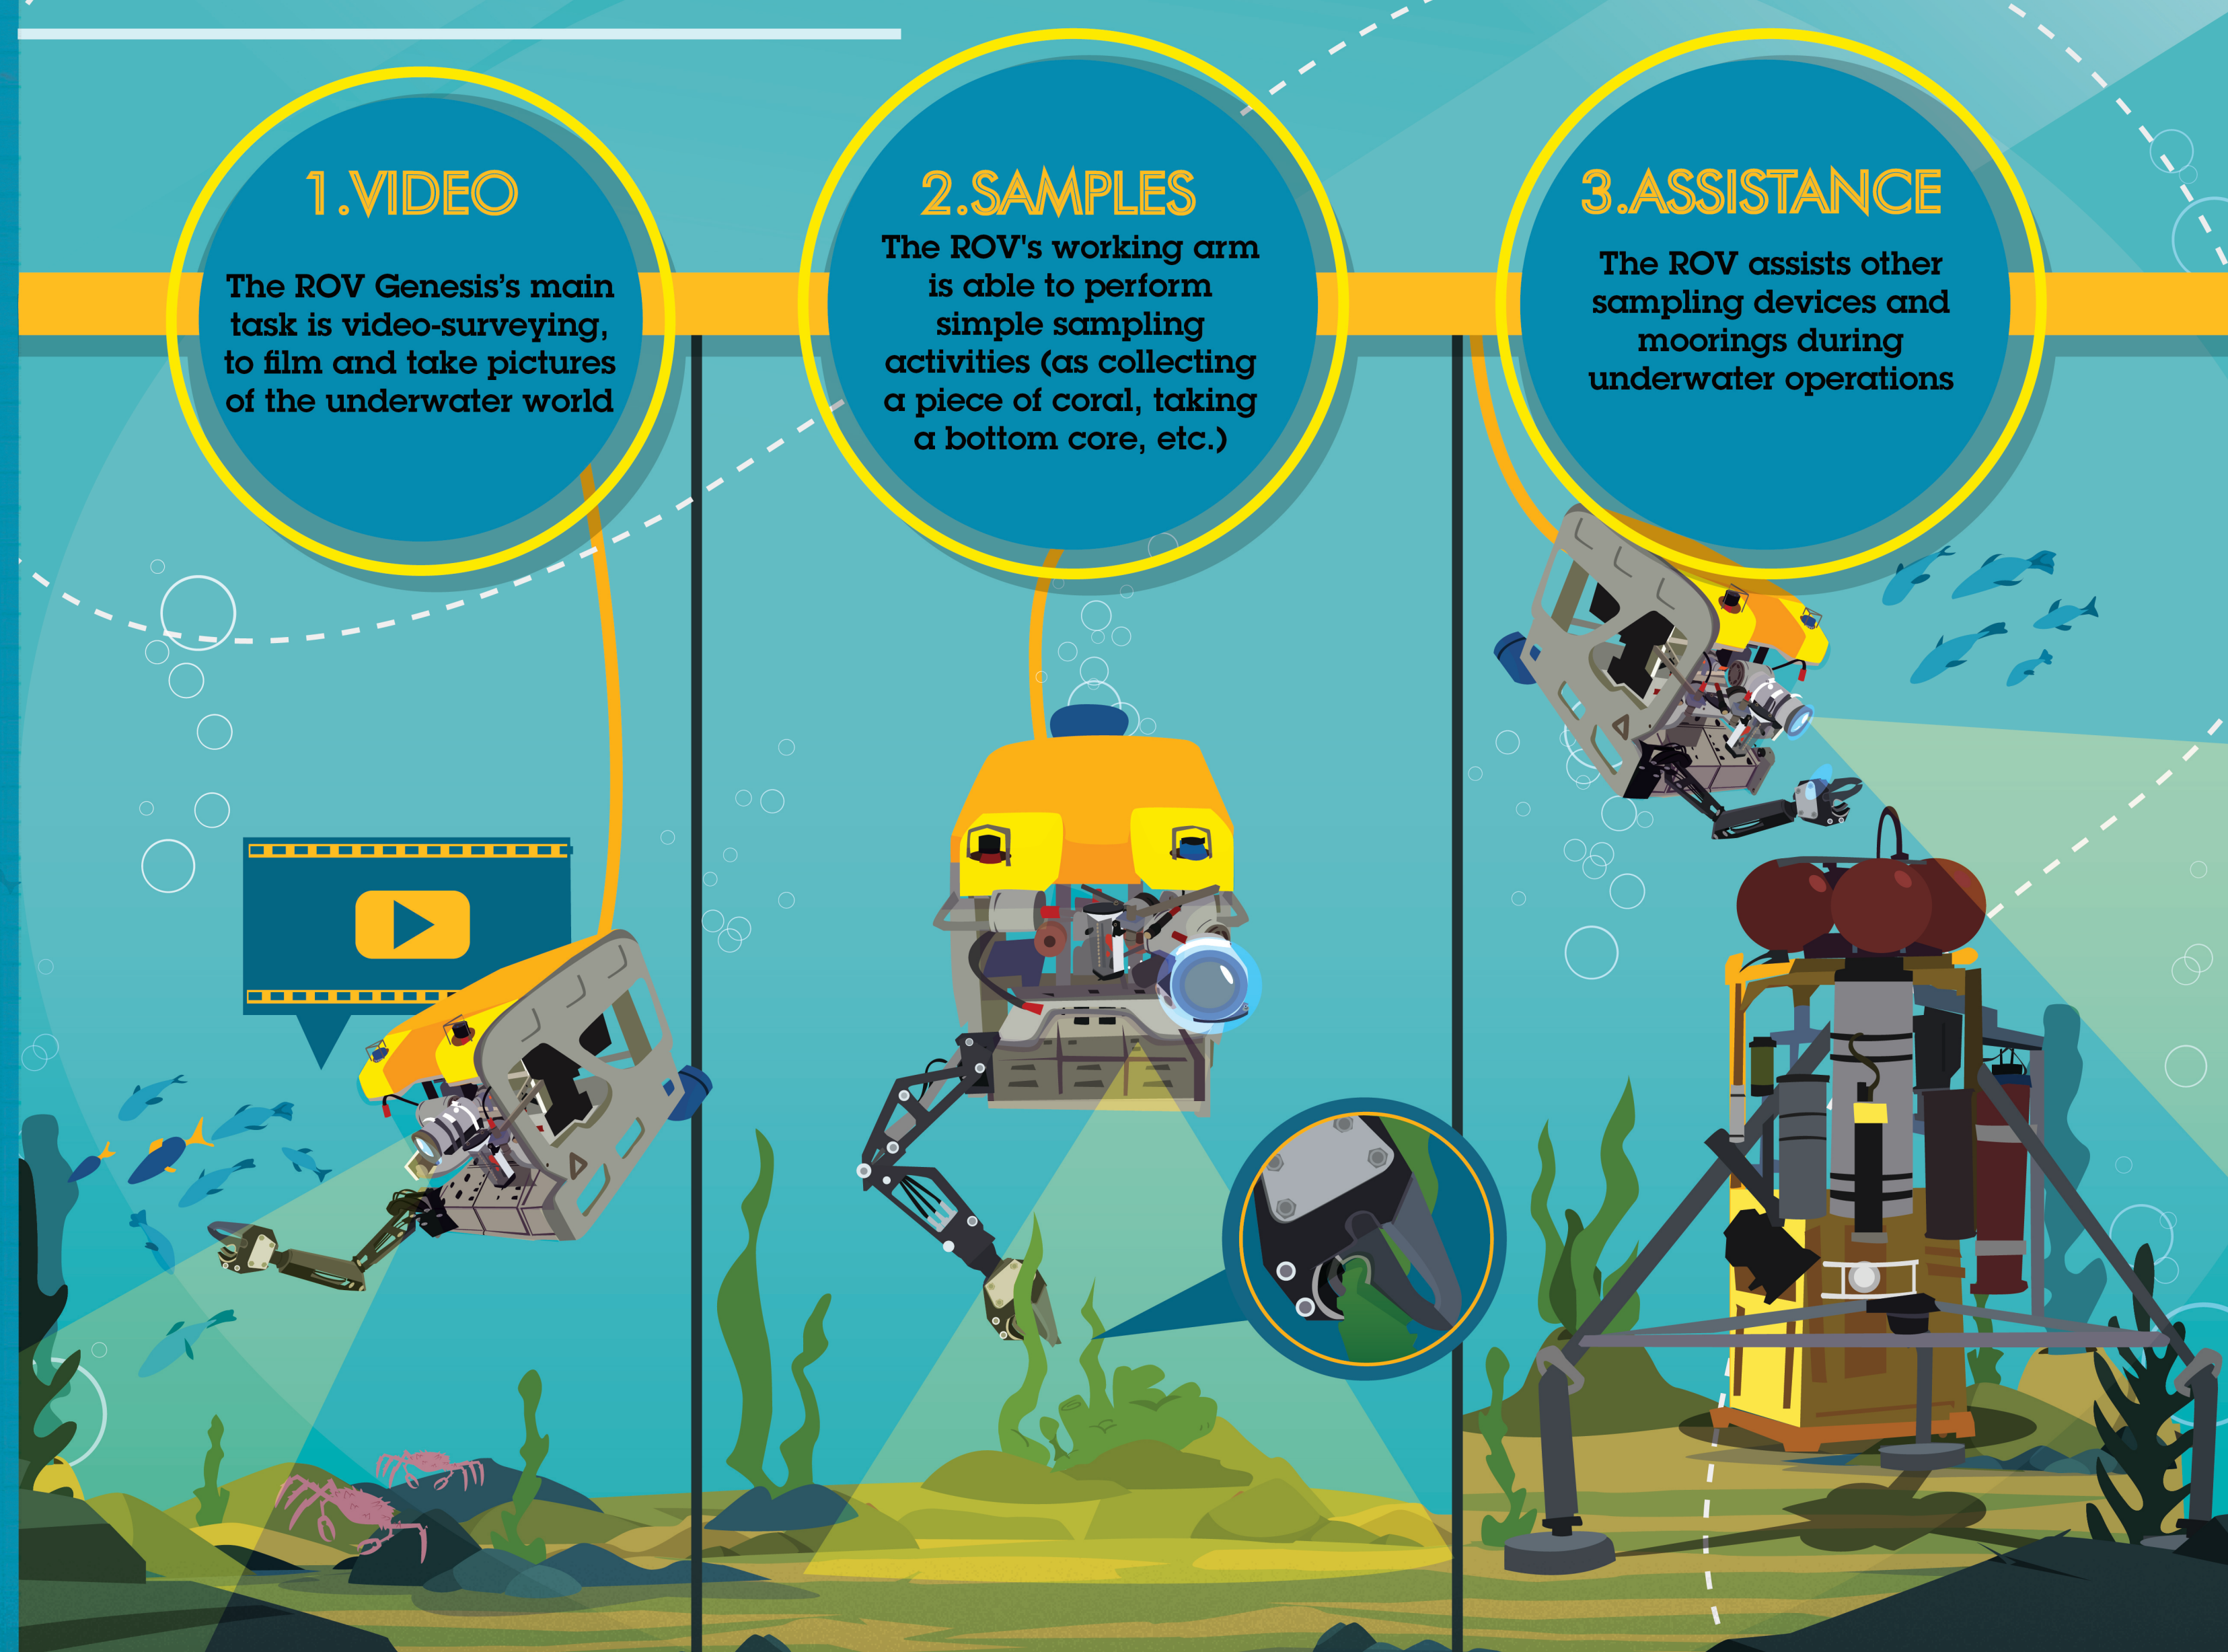 1.VIDEO
The ROV Genesis's main
task is video-surveying,
to film and take pictures
of the underwater world
2.SAMPLES
The ROV's working arm
is able to perform
simple sampling
activities (as collecting
a piece of coral, taking
a bottom core, etc.)
3.ASSISTANCE
The ROV assists other
sampling devices and
moorings during
underwater operations